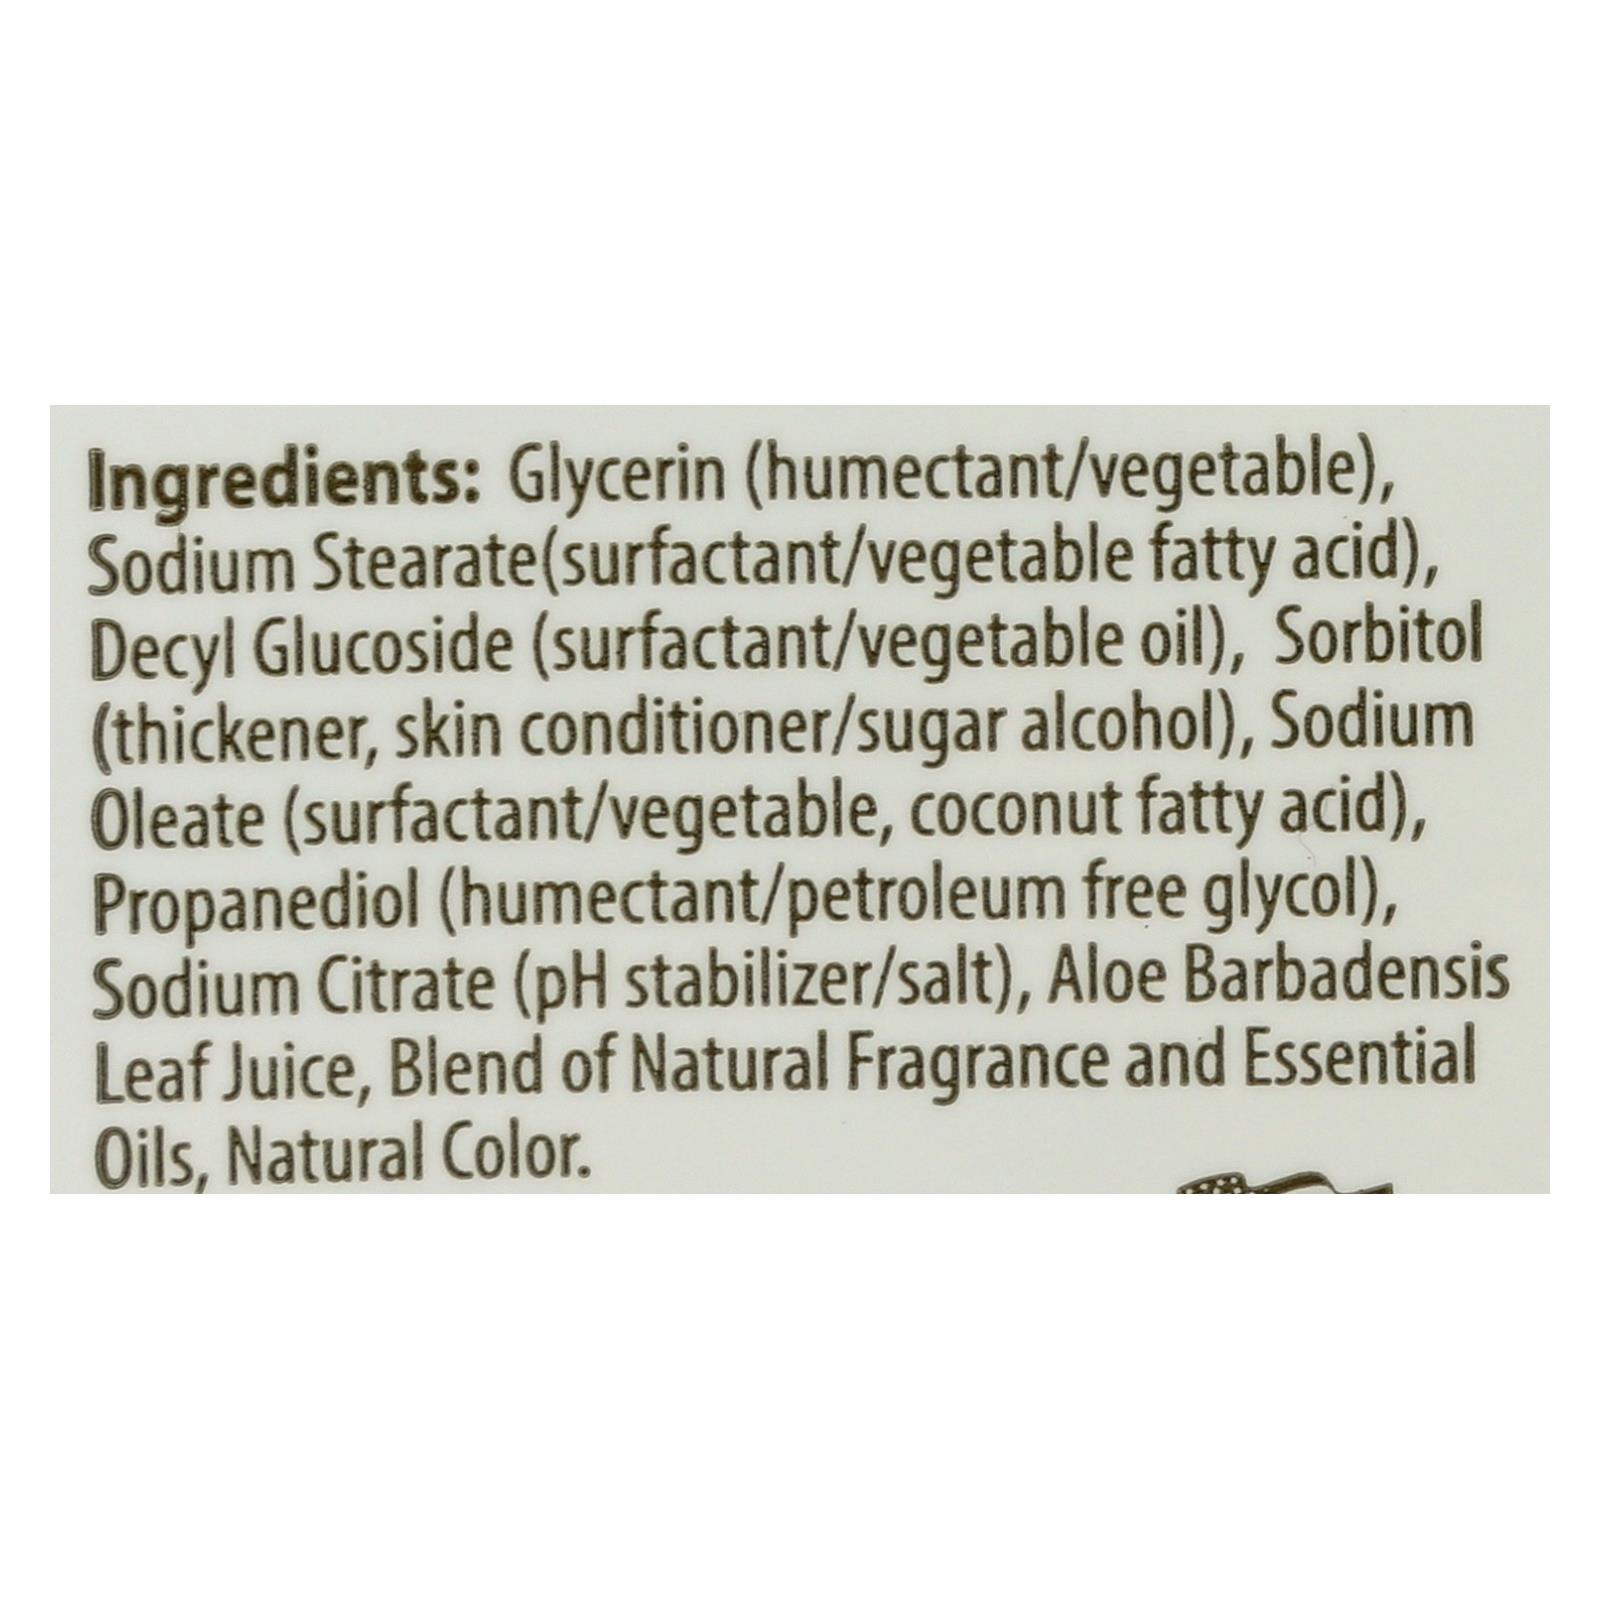 Ingredients: Glycerin (humectant/vegetable),
Sodium Stearate(surfactant/vegetable fatty acid),
Decyl Glucoside (surfactant/vegetable oil), Sorbitol
(thickener, skin conditioner/sugar alcohol), Sodium
Oleate (surfactant/vegetable, coconut fatty acid),
Propanediol (humectant/petroleum free glycol),
Sodium Citrate (pH stabilizer/salt), Aloe Barbadensis
Leaf Juice, Blend of Natural Fragrance and Essential
Oils, Natural Color.